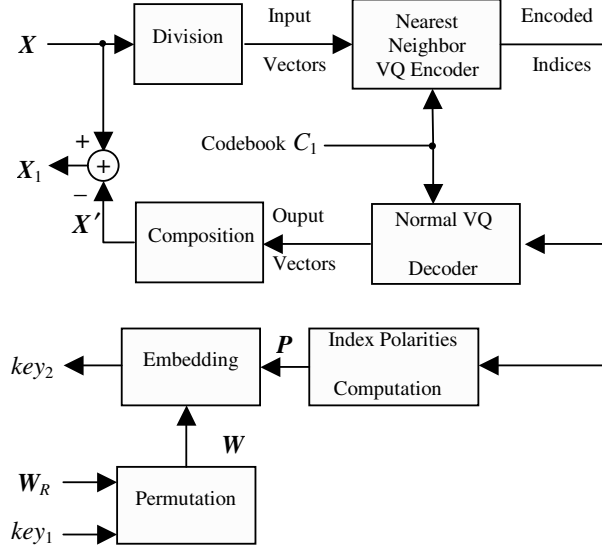 X
Division
Input
Vectors
Nearest
Neighbor
VQ Encoder
Encoded
Indices
+
Codebook C1
X1
+
−
X′
Composition
Ouput
Vectors
Normal VQ
Decoder
key2
Embedding
P
Index Polarities
Computation
W
WR
Permutation
key1